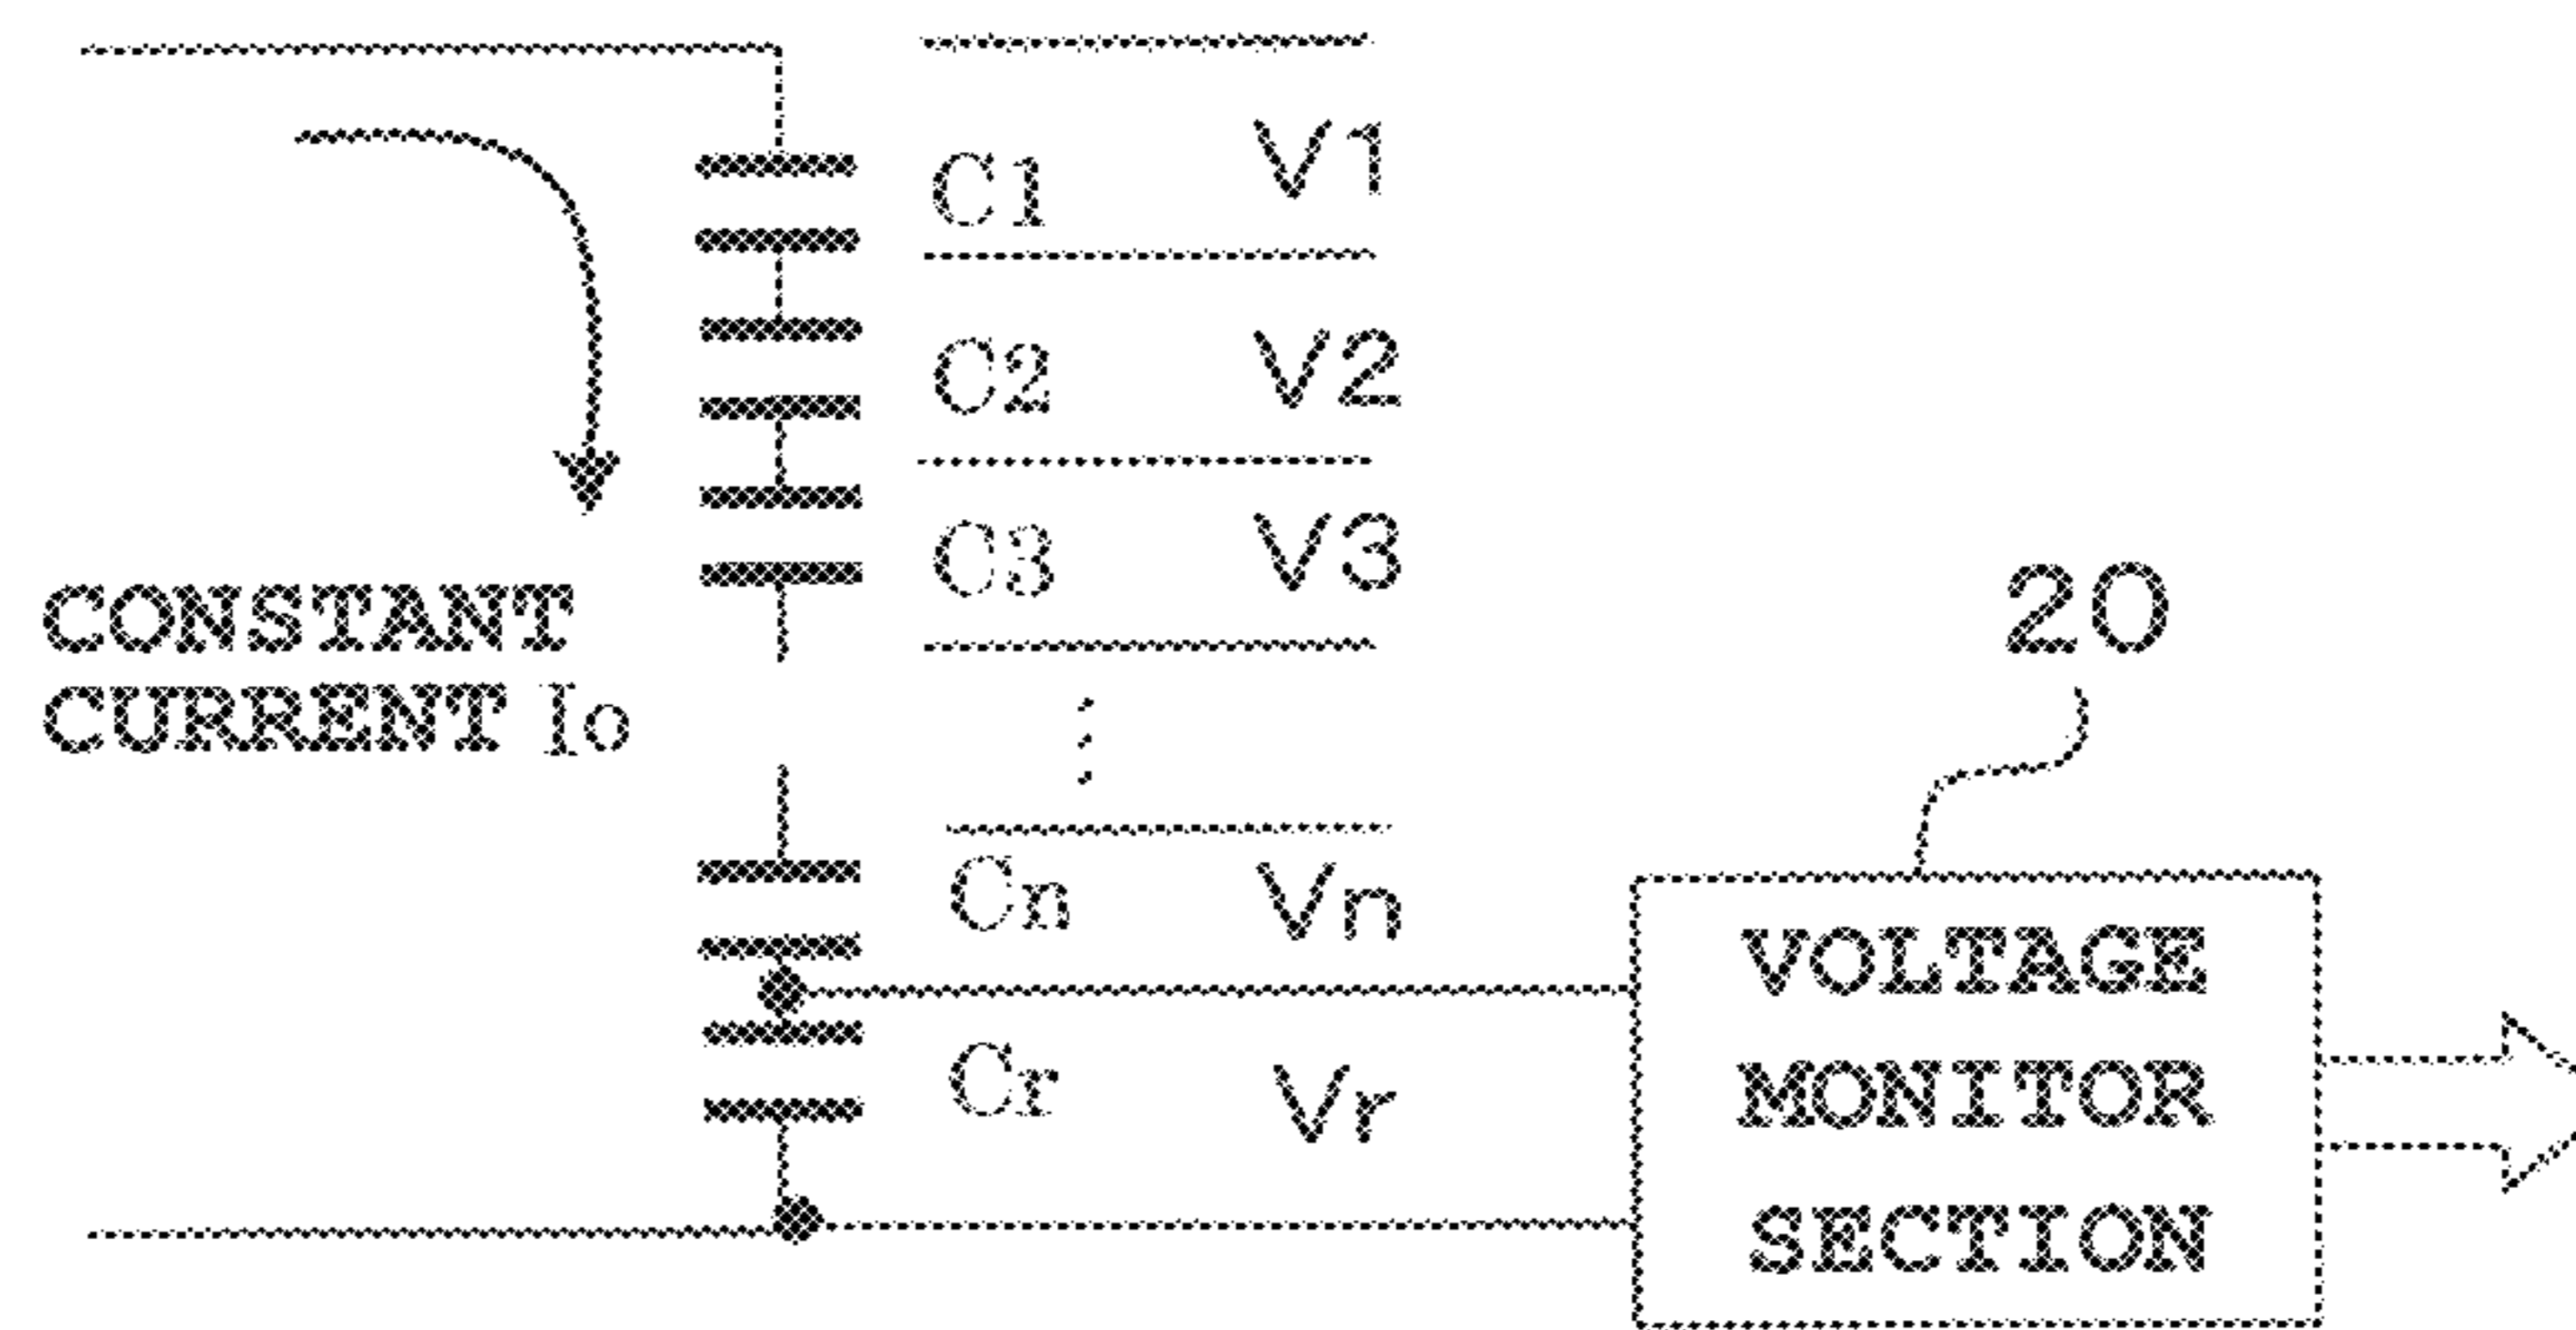 C1 V1
C2 V2
C3 V3
CONSTANT
CURRENT Io
20
Cn Vn
Cr Vr
VOLTAGE
MONITOR
SECTION